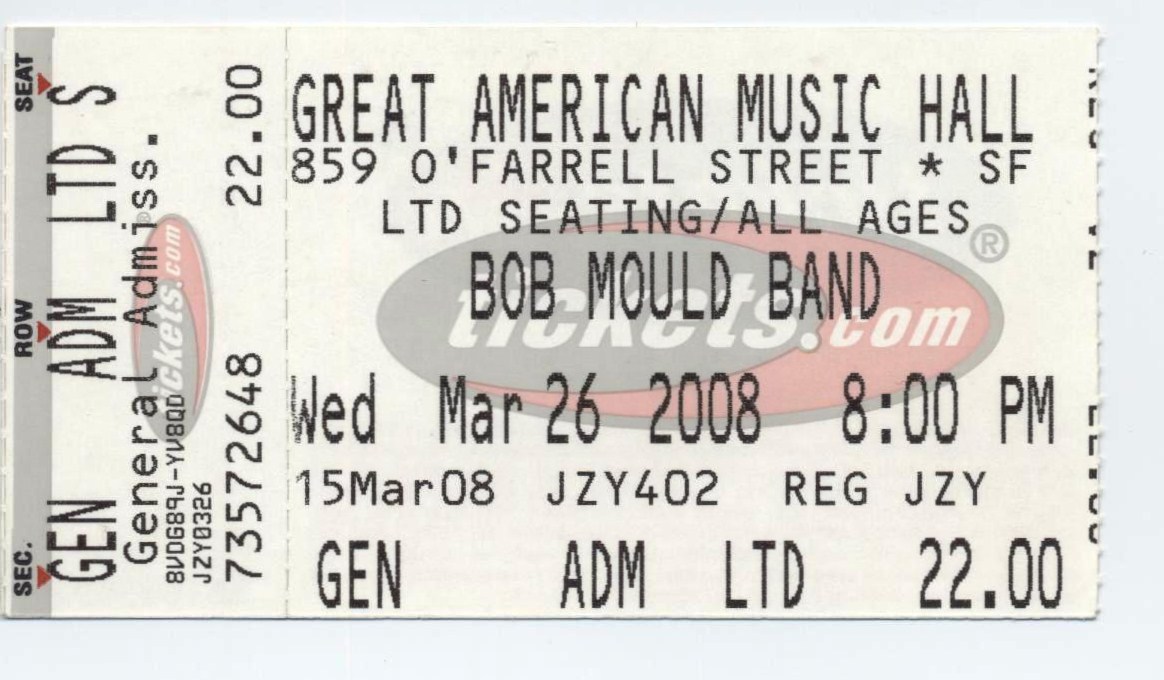 SEC. ROW SEAT
GEN ADM LTD S
General Admiss.
tickets.com
8VDG89J-YV8QD
JZY0326
73572648 22.00
GREAT AMERICAN MUSIC HALL
859 O'FARRELL STREET * SF
LTD SEATING/ALL AGES
BOB MOULD BAND
tickets.com®
Wed Mar 26 2008 8:00 PM
15Mar08 JZY402 REG JZY
GEN ADM LTD 22.00